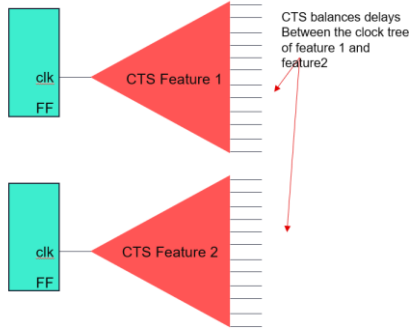 CTS balances delays
Between the clock tree
of feature 1 and
feature2
clk
CTS Feature 1
FF
clk
CTS Feature 2
FF